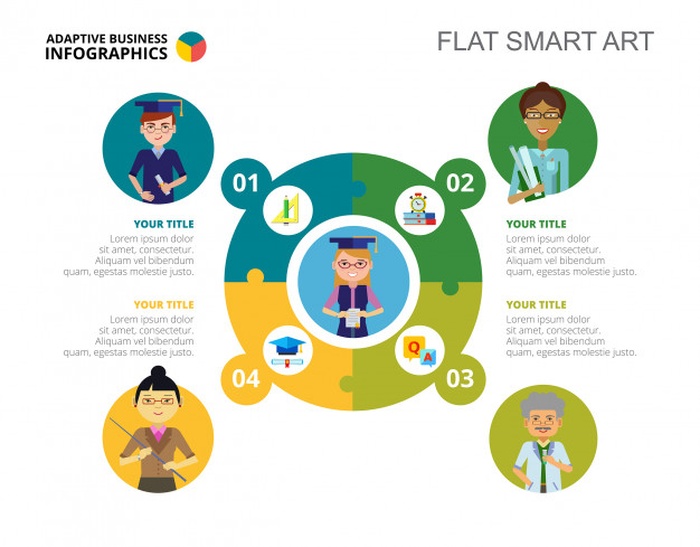 ADAPTIVE BUSINESS
INFOGRAPHICS
FLAT SMART ART
01
02
YOUR TITLE
Lorem ipsum dolor
sit amet, consectetur.
Aliquam vel bibendum
quam, egestas molestie justo.
YOUR TITLE
Lorem ipsum dolor
sit amet, consectetur.
Aliquam vel bibendum
quam, egestas molestie justo.
YOUR TITLE
Lorem ipsum dolor
sit amet, consectetur.
Aliquam vel bibendum
quam, egestas molestie justo.
YOUR TITLE
Lorem ipsum dolor
sit amet, consectetur.
Aliquam vel bibendum
quam, egestas molestie justo.
Q
A
04
03